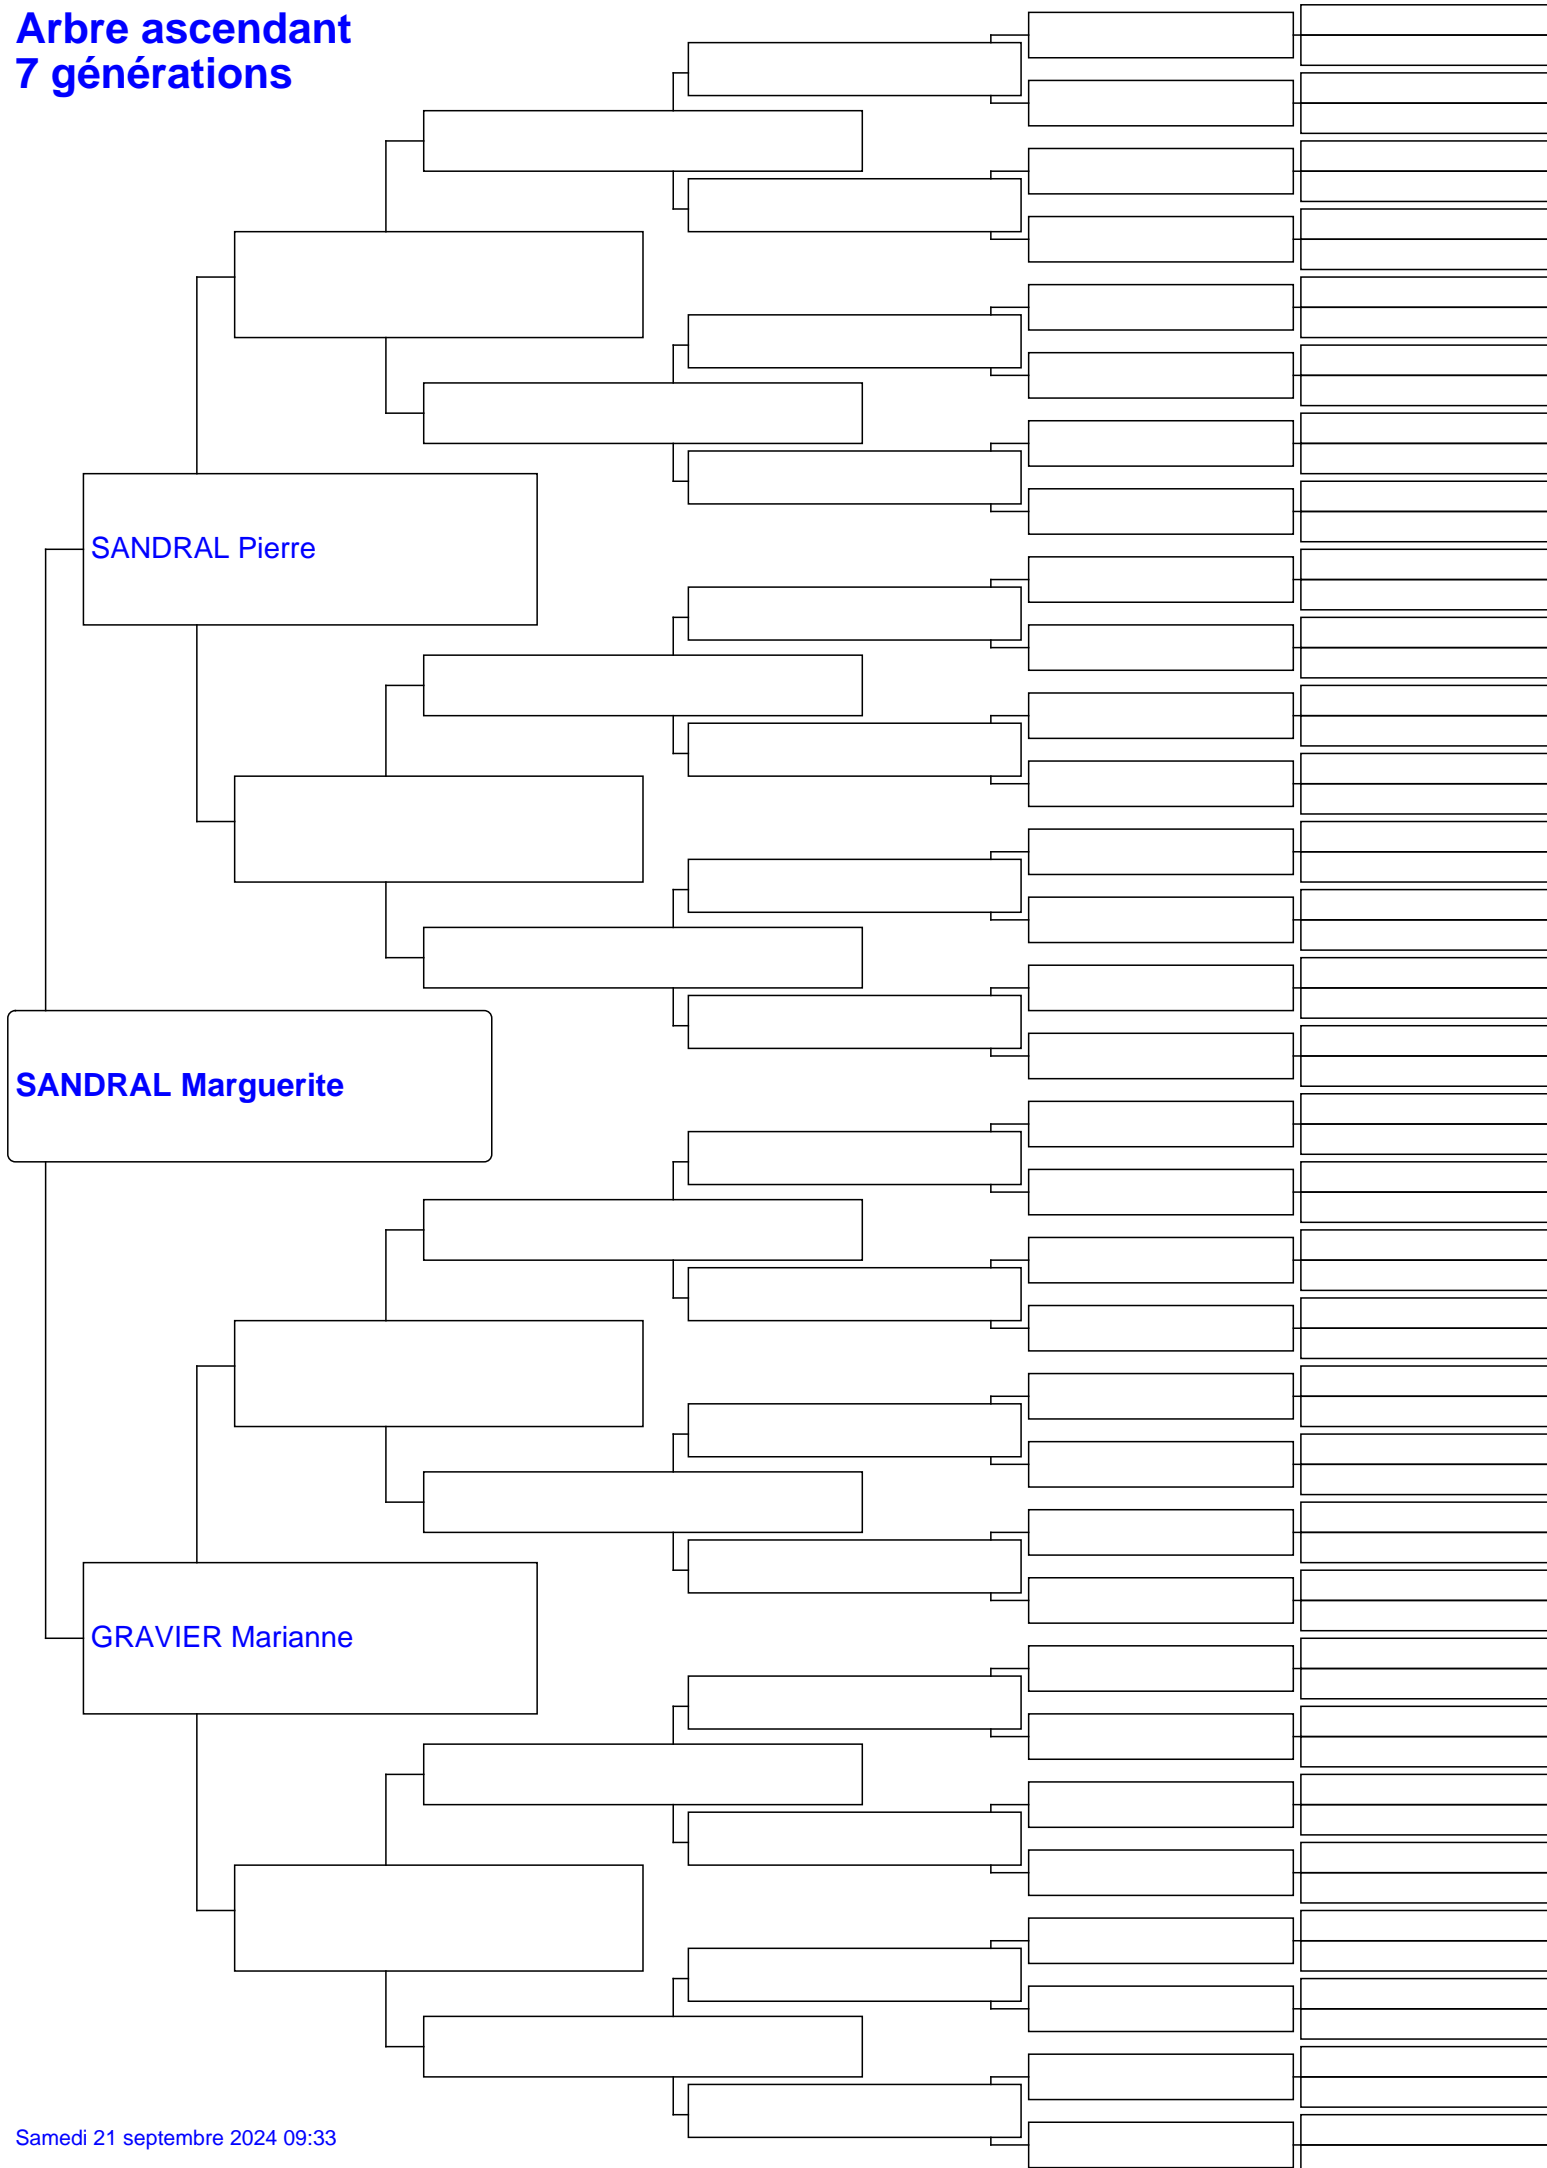 Arbre ascendant
7 générations
SANDRAL Pierre
SANDRAL Marguerite
GRAVIER Marianne
Samedi 21 septembre 2024 09:33